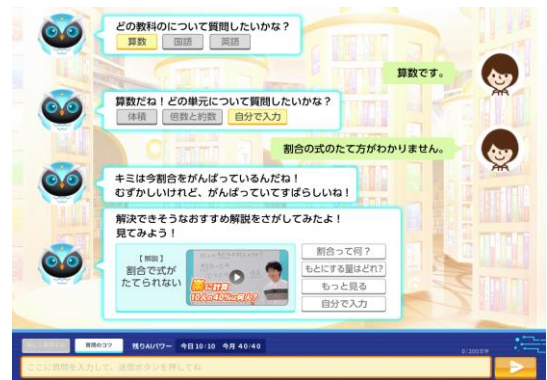 どの教科のについて質問したいかな？
算数 国語 英語
算数です。
算数だね！どの単元について質問したいかな？
体積 倍数と約数 自分で入力
割合の式のたて方がわかりません。
キミは今割合をがんばっているんだね！
むずかしいけれど、がんばっていてすばらしいね！
解決できそうなおすすめ解説をさがしてみたよ！
見てみよう！
【解説】
割合で式が
たてられない
楽に計算
10人の40%は何人？
割合って何？
もとにする量はどれ？
もっと見る
自分で入力
質問のコツ 残りAIパワー 今日 10/10 今月 40/40
0/200文字
ここに質問を入力して、送信ボタンを押してね